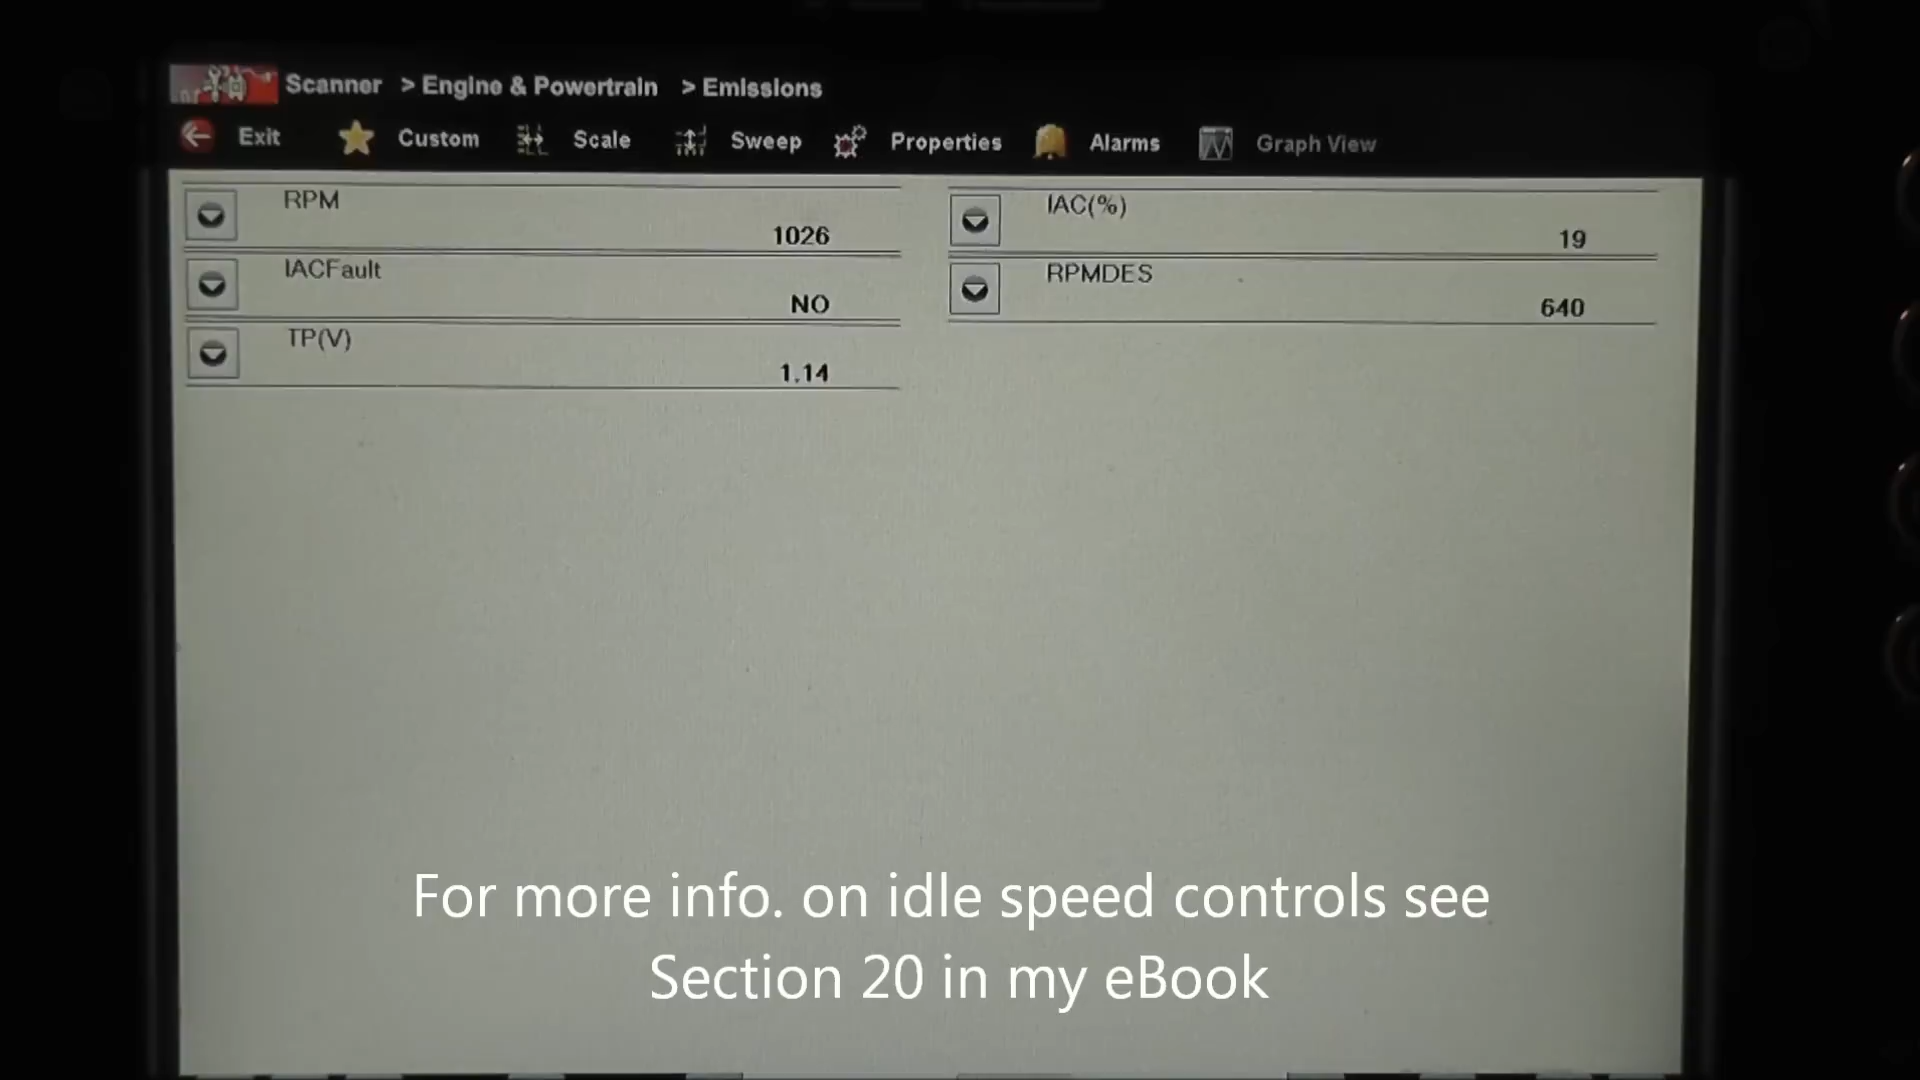 Scanner > Engine & Powertrain > Emissions
Exit Custom Scale Sweep Properties Alarms Graph View
RPM 1026
IAC(%) 19
IACFault NO
RPMDES 640
TP(V) 1.14
For more info. on idle speed controls see
Section 20 in my eBook